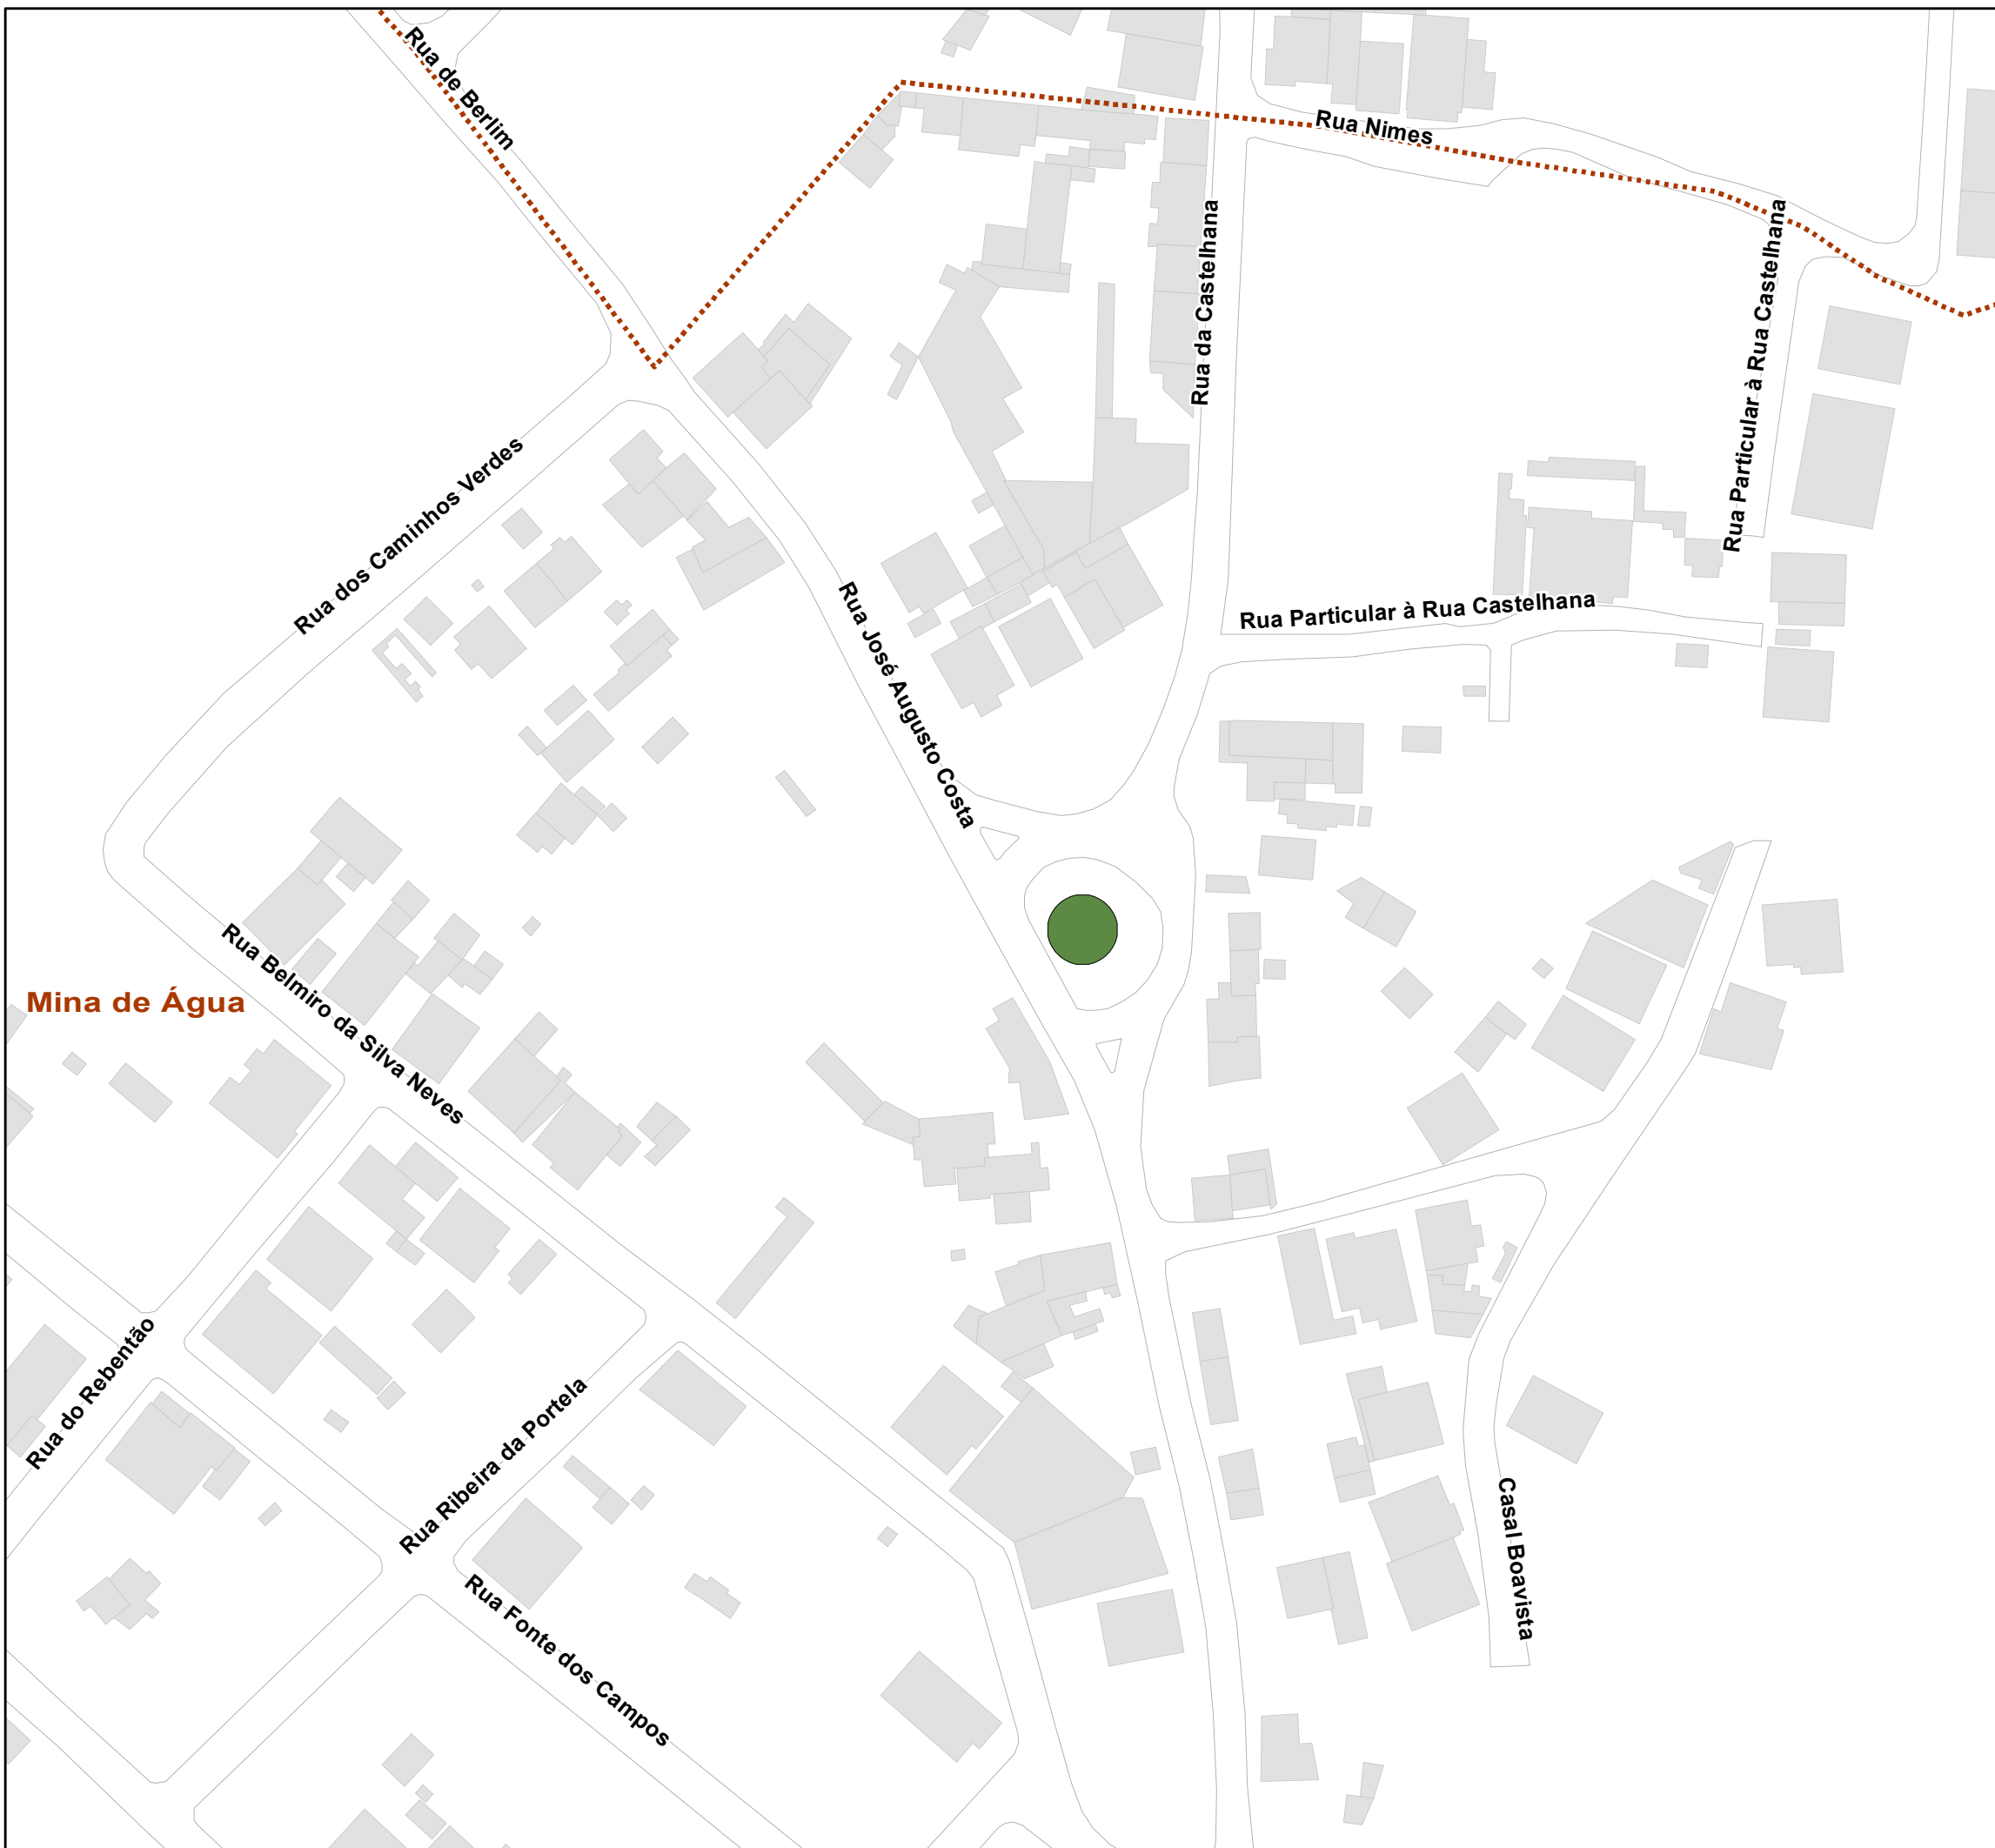 Rua de Berlim
Rua Nimes
Rua da Castelhana
Rua Particular à Rua Castelhana
Rua dos Caminhos Verdes
Rua José Augusto Costa
Rua Particular à Rua Castelhana
Rua Belmiro da Silva Neves
Mina de Água
Rua do Rebentão
Rua Ribeira da Portela
Casal Boavista
Rua Fonte dos Campos